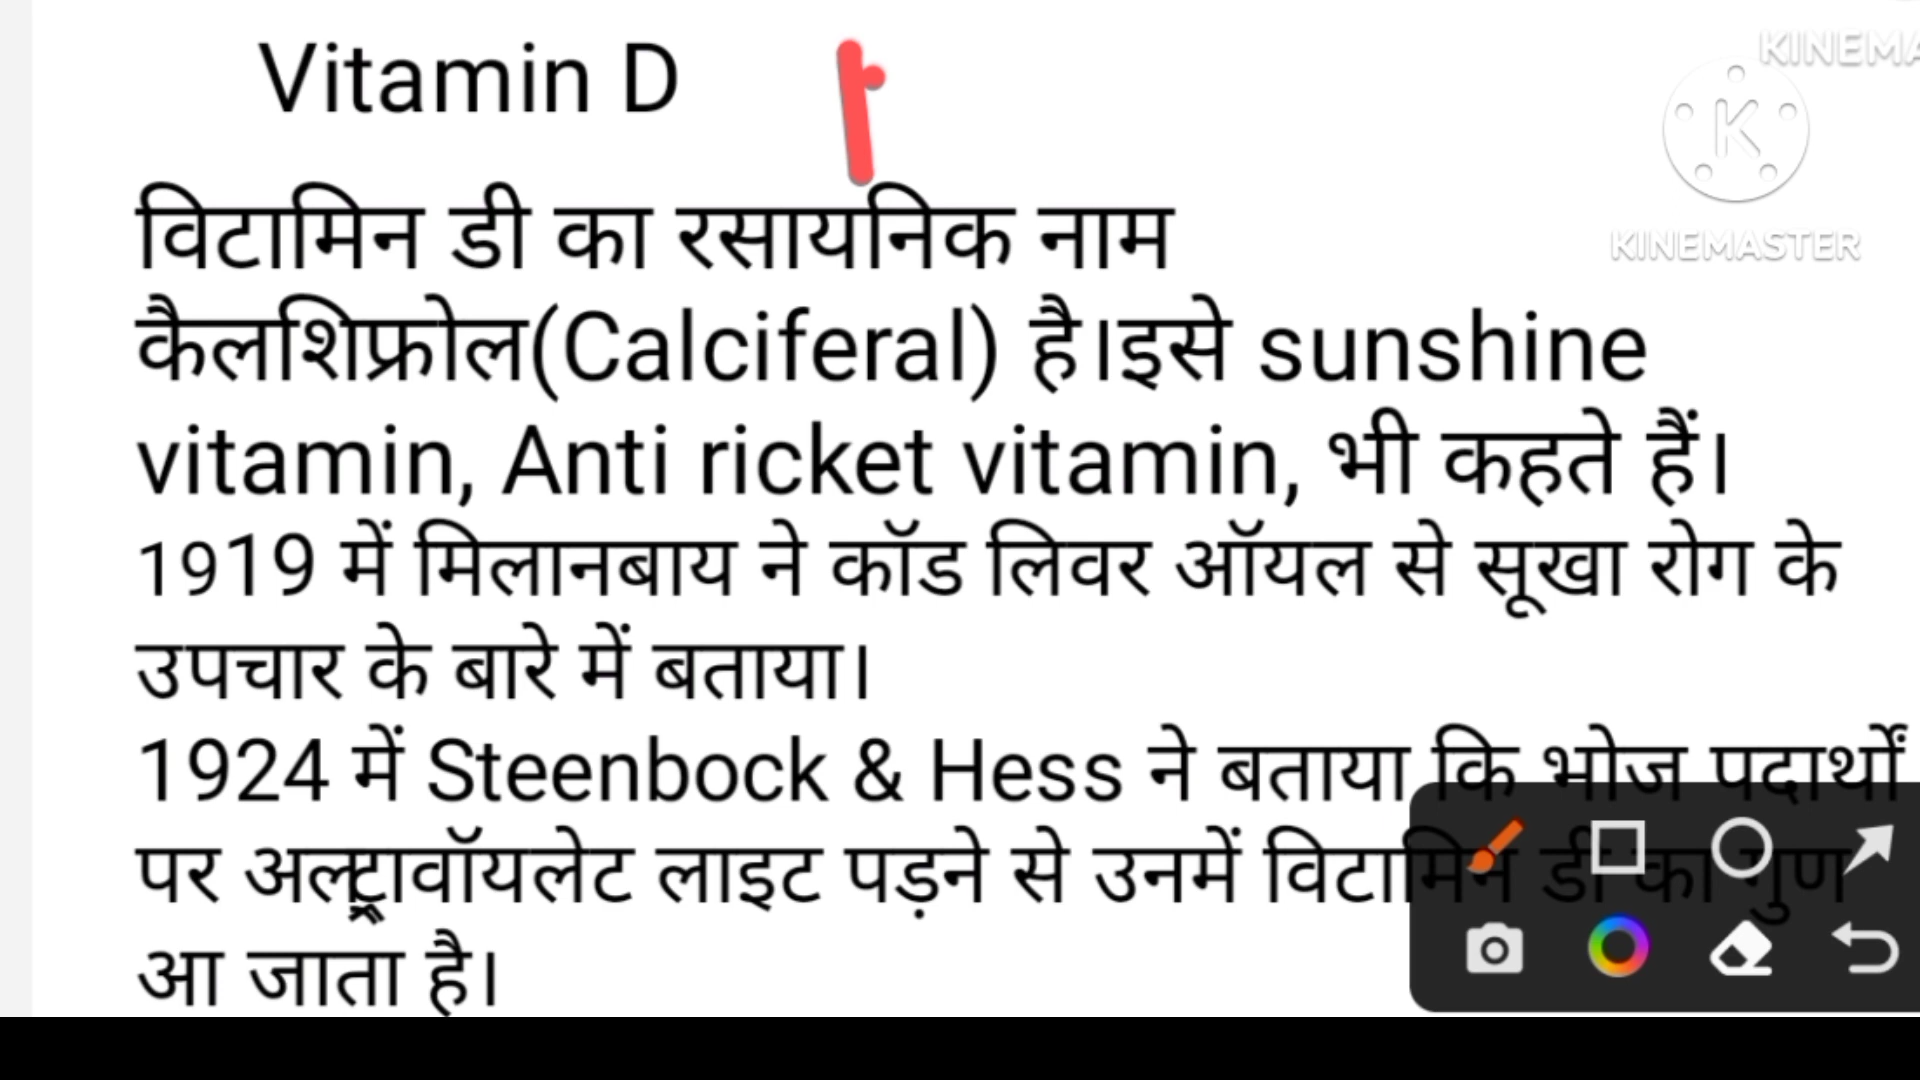 Vitamin D
KINEMA
K
KINEMASTER
विटामिन डी का रसायनिक नाम
कैलशिफ्रोल(Calciferal) है।इसे sunshine
vitamin, Anti ricket vitamin, भी कहते हैं।
1919 में मिलानबाय ने कॉड लिवर ऑयल से सूखा रोग के
उपचार के बारे में बताया।
1924 में Steenbock & Hess ने बताया कि भोज पदार्थों
पर अल्ट्रावॉयलेट लाइट पड़ने से उनमें विटामिन डी का गुण
आ जाता है।